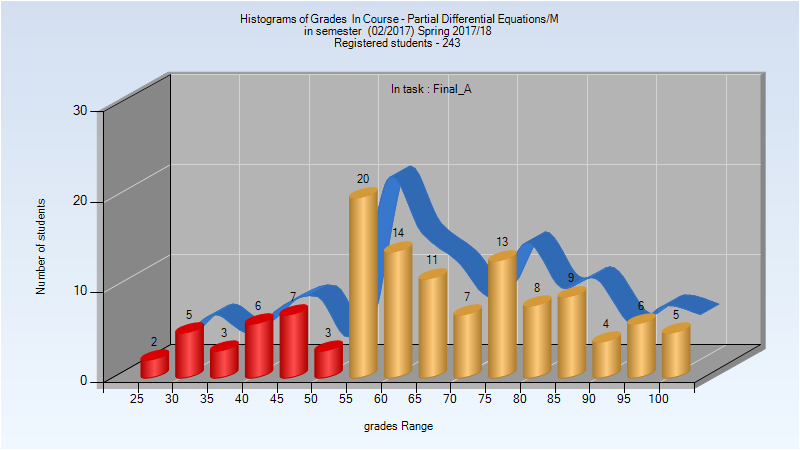 Histograms of Grades  In Course - Partial Differential Equations/M
in semester  (02/2017) Spring 2017/18
Registered students - 243
In task : Final_A
30
20
10
0
Number of students
2
5
3
6
7
3
20
14
11
7
13
8
9
4
6
5
25 30 35 40 45 50 55 60 65 70 75 80 85 90 95 100
grades Range